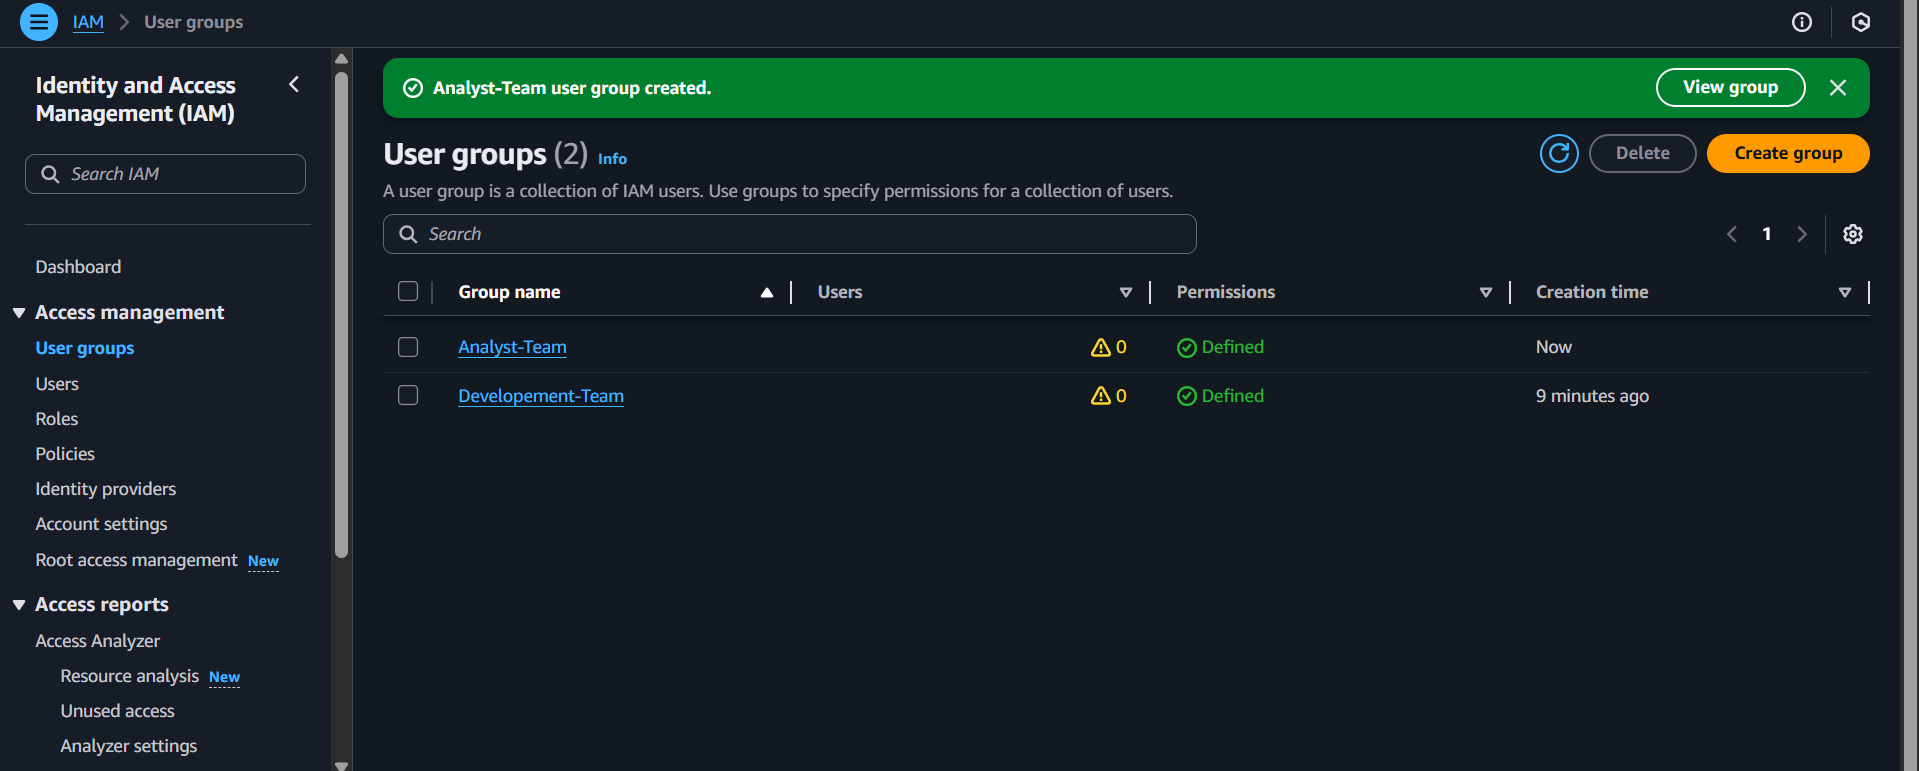 IAM > User groups
Identity and Access
Management (IAM)
Search IAM
Dashboard
Access management
User groups
Users
Roles
Policies
Identity providers
Account settings
Root access management New
Access reports
Access Analyzer
Resource analysis New
Unused access
Analyzer settings
Analyst-Team user group created.
View group
User groups (2) Info
Delete
Create group
A user group is a collection of IAM users. Use groups to specify permissions for a collection of users.
Search
1
Group name Users Permissions Creation time
Analyst-Team 0 Defined Now
Developement-Team 0 Defined 9 minutes ago